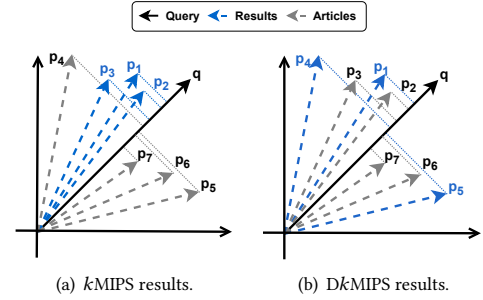 Query Results Articles
p4 p3 p1 p2 q p7 p6 p5
p4 p3 p1 p2 q p7 p6 p5
(a) kMIPS results. (b) DkMIPS results.